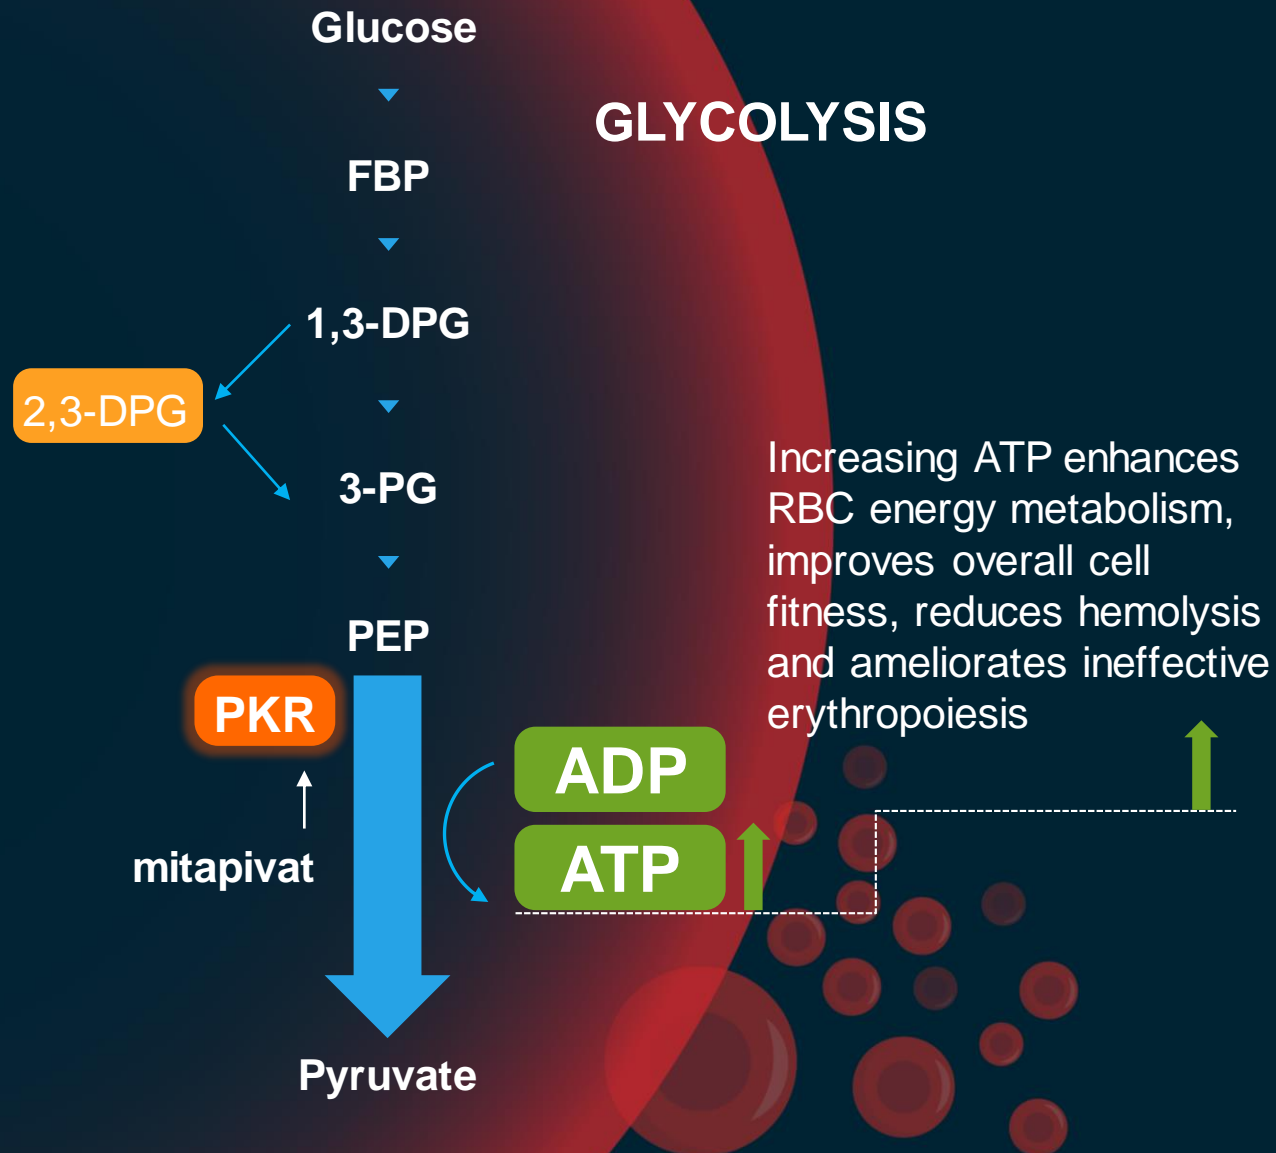 Glucose
GLYCOLYSIS
FBP
1,3-DPG
2,3-DPG
3-PG
Increasing ATP enhances
RBC energy metabolism,
improves overall cell
fitness, reduces hemolysis
and ameliorates ineffective
erythropoiesis
PEP
PKR
ADP
ATP
mitapivat
Pyruvate